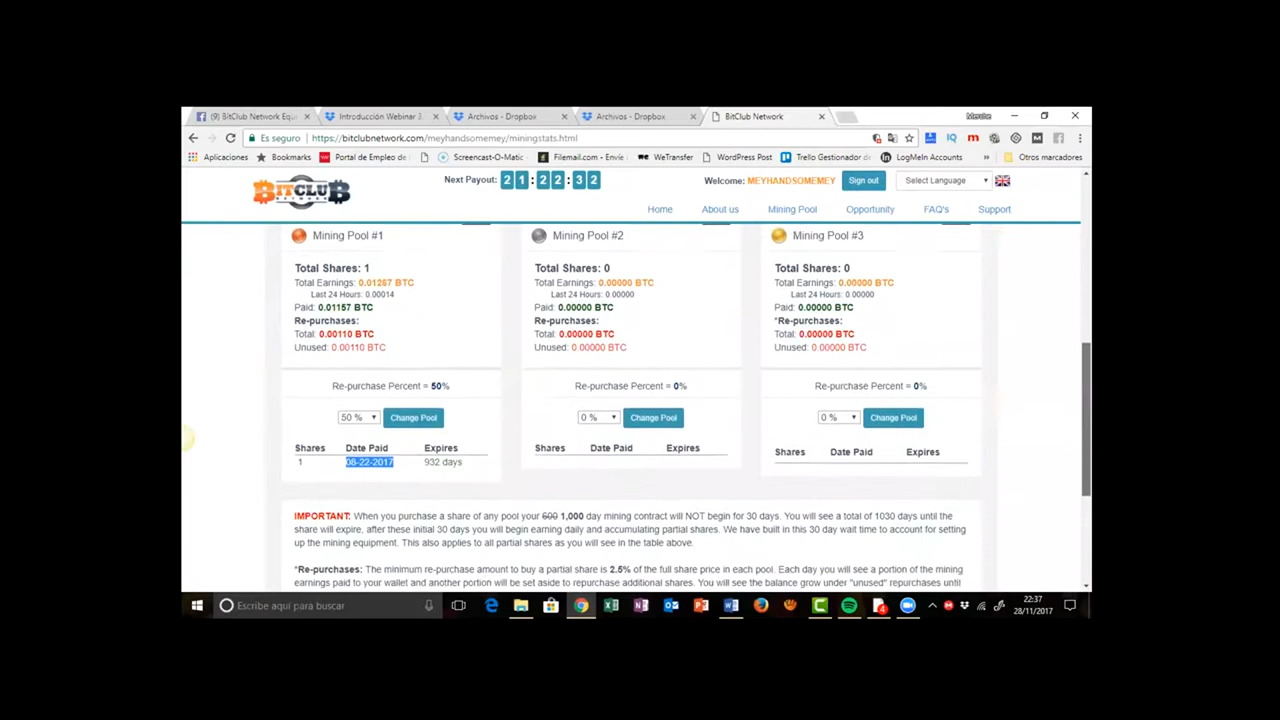 (9) BitClub Network Equ
Introducción Webinar 3.
Archivos - Dropbox
Archivos - Dropbox
BitClub Network
Merche
Es seguro
https://bitclubnetwork.com/meyhandsomemey/miningstats.html
Aplicaciones
Bookmarks
Portal de Empleo de
Screencast-O-Matic
Filemail.com - Envíe
WeTransfer
WordPress Post
Trello Gestionador de
LogMeIn Accounts
»
Otros marcadores
BITCLUB
NETWORK
Next Payout: 21:22:32
Welcome: MEYHANDSOMEMEY
Sign out
Select Language
Home
About us
Mining Pool
Opportunity
FAQ's
Support
Mining Pool #1
Total Shares: 1
Total Earnings: 0.01267 BTC
Last 24 Hours: 0.00014
Paid: 0.01157 BTC
Re-purchases:
Total: 0.00110 BTC
Unused: 0.00110 BTC
Re-purchase Percent = 50%
50 %
Change Pool
Shares Date Paid Expires
1 08-22-2017 932 days
Mining Pool #2
Total Shares: 0
Total Earnings: 0.00000 BTC
Last 24 Hours: 0.00000
Paid: 0.00000 BTC
Re-purchases:
Total: 0.00000 BTC
Unused: 0.00000 BTC
Re-purchase Percent = 0%
0 %
Change Pool
Shares Date Paid Expires
Mining Pool #3
Total Shares: 0
Total Earnings: 0.00000 BTC
Last 24 Hours: 0.00000
Paid: 0.00000 BTC
*Re-purchases:
Total: 0.00000 BTC
Unused: 0.00000 BTC
Re-purchase Percent = 0%
0 %
Change Pool
Shares Date Paid Expires
IMPORTANT: When you purchase a share of any pool your 600 1,000 day mining contract will NOT begin for 30 days. You will see a total of 1030 days until the
share will expire, after these initial 30 days you will begin earning daily and accumulating partial shares. We have built in this 30 day wait time to account for setting
up the mining equipment. This also applies to all partial shares as you will see in the table above.
*Re-purchases: The minimum re-purchase amount to buy a partial share is 2.5% of the full share price in each pool. Each day you will see a portion of the mining
earnings paid to your wallet and another portion will be set aside to repurchase additional shares. You will see the balance grow under "unused" repurchases until
Escribe aquí para buscar
22:37
28/11/2017